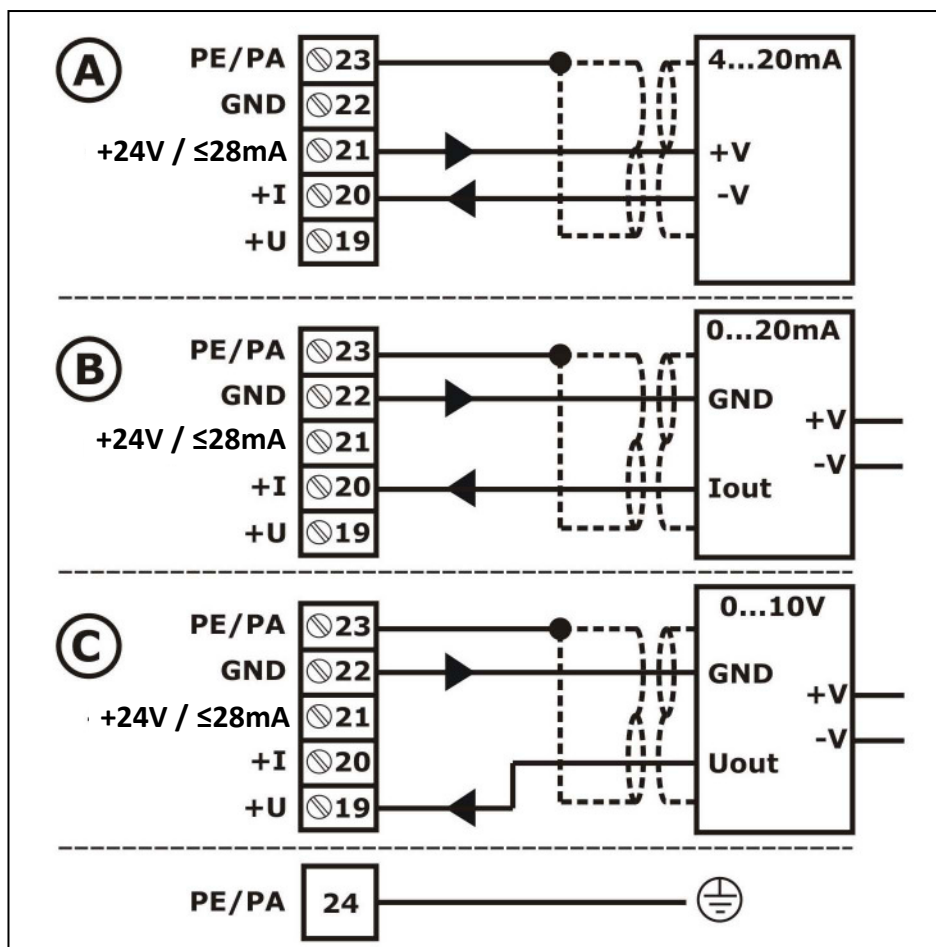 A
PE/PA 23 4...20mA
GND 22
+24V / ≤28mA 21 +V
+I 20 -V
+U 19
B
PE/PA 23 0...20mA
GND 22 GND
+24V / ≤28mA 21 +V
+I 20 Iout -V
+U 19
C
PE/PA 23 0...10V
GND 22 GND
+24V / ≤28mA 21 +V
+I 20 Uout -V
+U 19
PE/PA 24